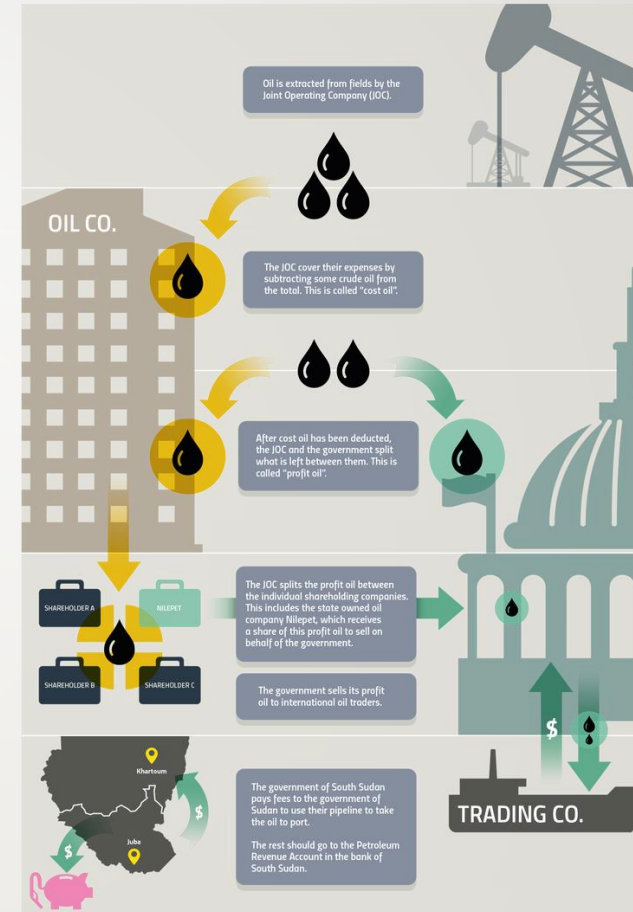 Oil is extracted from fields by the
Joint Operating Company (JOC).
OIL CO.
The JOC cover their expenses by
subtracting some crude oil from
the total. This is called "cost oil".
After cost oil has been deducted,
the JOC and the government split
what is left between them. This is
called "profit oil".
SHAREHOLDER A
NILEPET
SHAREHOLDER B
SHAREHOLDER C
The JOC splits the profit oil between
the individual shareholding companies.
This includes the state owned oil
company Nilepet, which receives
a share of this profit oil to sell on
behalf of the government.
The government sells its profit
oil to international oil traders.
$
TRADING CO.
Khartoum
$
Juba
$
The government of South Sudan
pays fees to the government of
Sudan to use their pipeline to take
the oil to port.
The rest should go to the Petroleum
Revenue Account in the bank of
South Sudan.